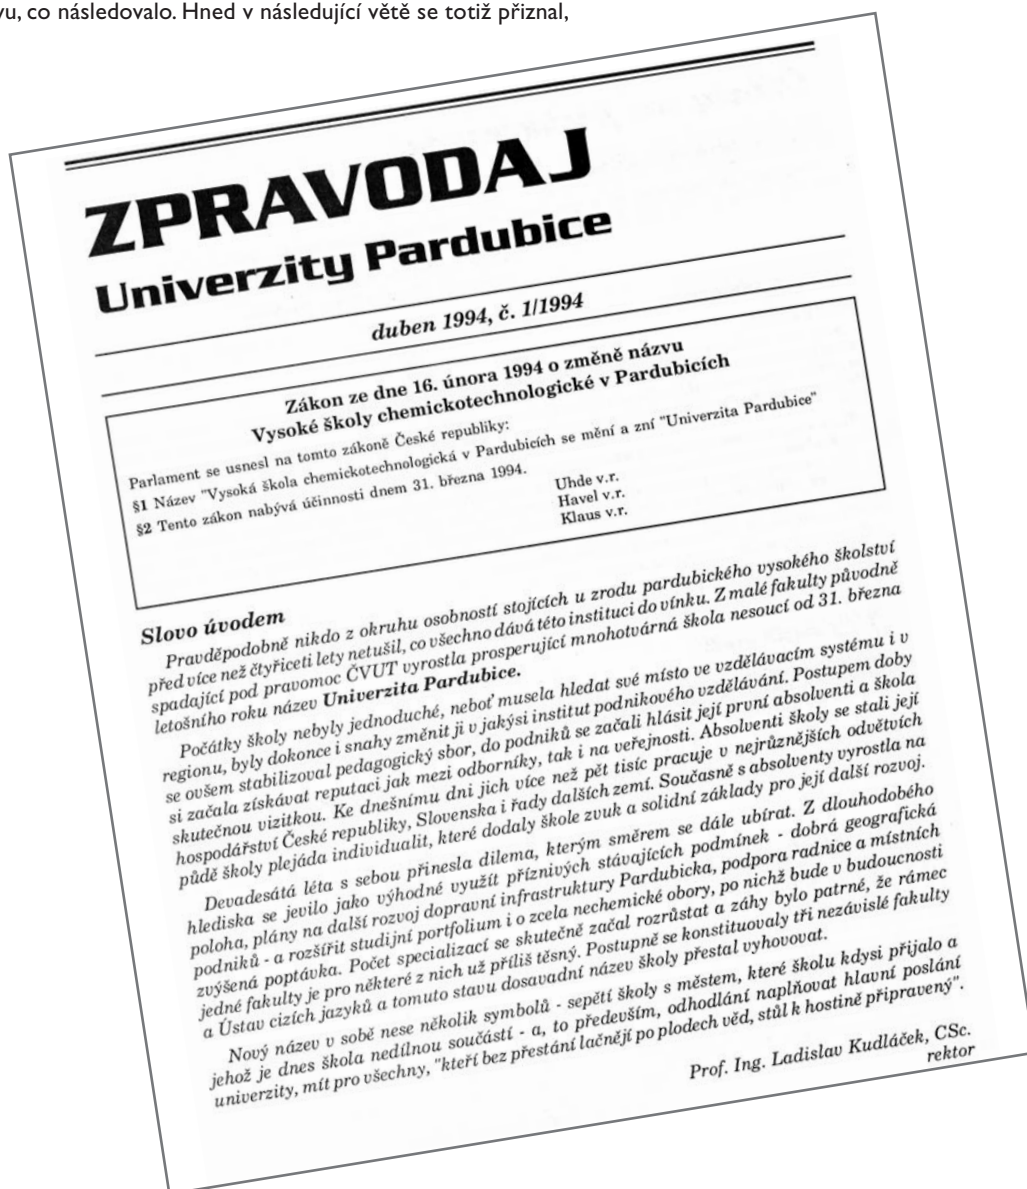 vu, co následovalo. Hned v následující větě se totiž přiznal,
ZPRAVODAJ
Univerzity Pardubice
duben 1994, č. 1/1994
Zákon ze dne 16. února 1994 o změně názvu
Vysoké školy chemickotechnologické v Pardubicích
Parlament se usnesl na tomto zákoně České republiky:
§1 Název "Vysoká škola chemickotechnologická v Pardubicích se mění a zní "Univerzita Pardubice"
§2 Tento zákon nabývá účinnosti dnem 31. března 1994.
Uhde v.r.
Havel v.r.
Klaus v.r.
Slovo úvodem
Pravděpodobně nikdo z okruhu osobností stojících u zrodu pardubického vysokého školství
před více než čtyřiceti lety netušil, co všechno dává této instituci do vínku. Z malé fakulty původně
spadající pod pravomoc ČVUT vyrostla prosperující mnohotvárná škola nesoucí od 31. března
letošního roku název Univerzita Pardubice.
Počátky školy nebyly jednoduché, neboť musela hledat své místo ve vzdělávacím systému i v
regionu, byly dokonce i snahy změnit ji v jakýsi institut podnikového vzdělávání. Postupem doby
se ovšem stabilizoval pedagogický sbor, do podniků se začali hlásit její první absolventi a škola
si začala získávat reputaci jak mezi odborníky, tak i na veřejnosti. Absolventi školy se stali její
skutečnou vizitkou. Ke dnešnímu dni jich více než pět tisíc pracuje v nejrůznějších odvětvích
hospodářství České republiky, Slovenska i řady dalších zemí. Současně s absolventy vyrostla na
půdě školy plejáda individualit, které dodaly škole zvuk a solidní základy pro její další rozvoj.
Devadesátá léta s sebou přinesla dilema, kterým směrem se dále ubírat. Z dlouhodobého
hlediska se jevilo jako výhodné využít příznivých stávajících podmínek - dobrá geografická
poloha, plány na další rozvoj dopravní infrastruktury Pardubicka, podpora radnice a místních
podniků - a rozšířit studijní portfolium i o zcela nechemické obory, po nichž bude v budoucnosti
zvýšená poptávka. Počet specializací se skutečně začal rozrůstat a záhy bylo patrné, že rámec
jedné fakulty je pro některé z nich už příliš těsný. Postupně se konstituovaly tři nezávislé fakulty
a Ústav cizích jazyků a tomuto stavu dosavadní název školy přestal vyhovovat.
Nový název v sobě nese několik symbolů - sepětí školy s městem, které školu kdysi přijalo a
jehož je dnes škola nedílnou součástí - a, to především, odhodlání naplňovat hlavní poslání
univerzity, mít pro všechny, "kteří bez přestání lačnějí po plodech věd, stůl k hostině připravený".
Prof. Ing. Ladislav Kudláček, CSc.
rektor